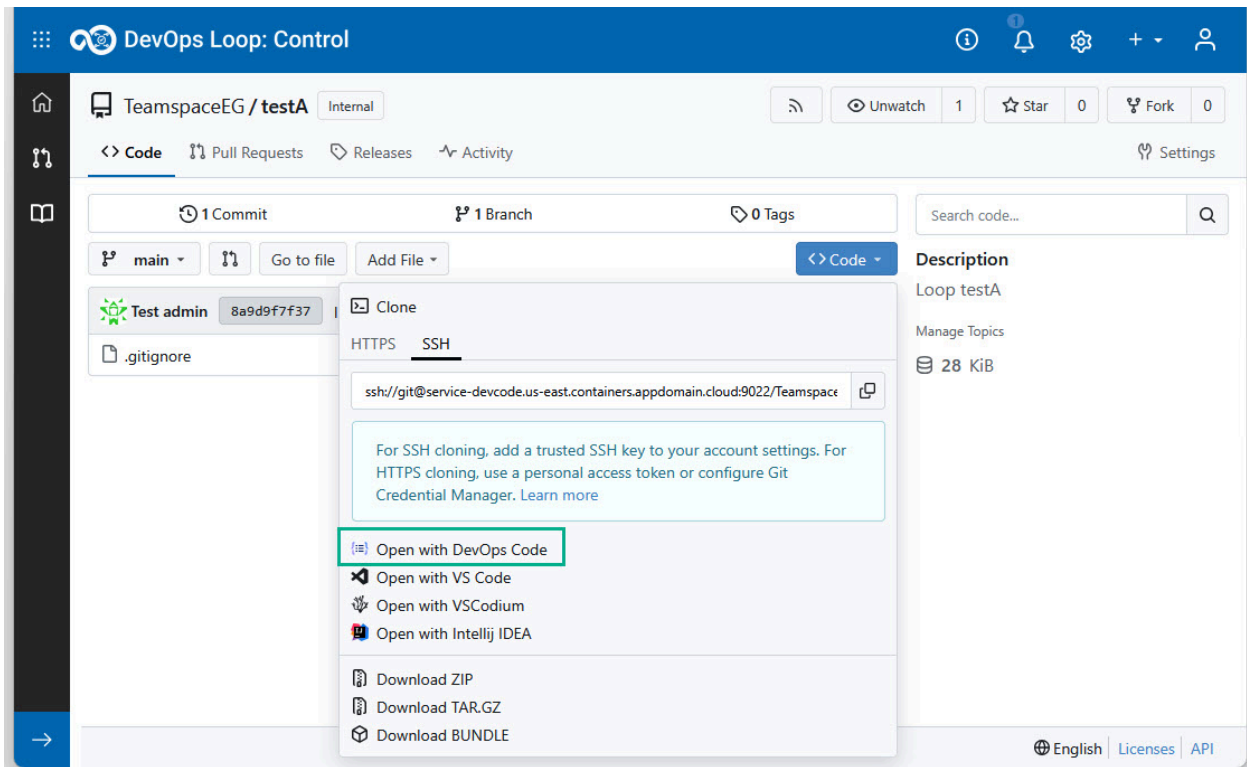 DevOps Loop: Control
1
TeamspaceEG / testA Internal
Unwatch 1 Star 0 Fork 0
Code Pull Requests Releases Activity Settings
1 Commit 1 Branch 0 Tags
Search code...
main Go to file Add File Code
Description
Loop testA
Test admin 8a9d9f7f37
.gitignore
Manage Topics
28 KiB
Clone
HTTPS SSH
ssh://git@service-devcode.us-east.containers.appdomain.cloud:9022/Teamspace
For SSH cloning, add a trusted SSH key to your account settings. For
HTTPS cloning, use a personal access token or configure Git
Credential Manager. Learn more
Open with DevOps Code
Open with VS Code
Open with VSCodium
Open with Intellij IDEA
Download ZIP
Download TAR.GZ
Download BUNDLE
English Licenses API